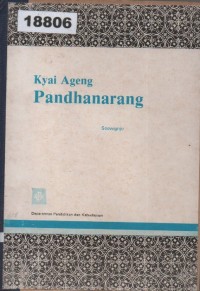 18806
Kyai Ageng
Pandhanarang
Departemen Pendidikan dan Kebudayaan